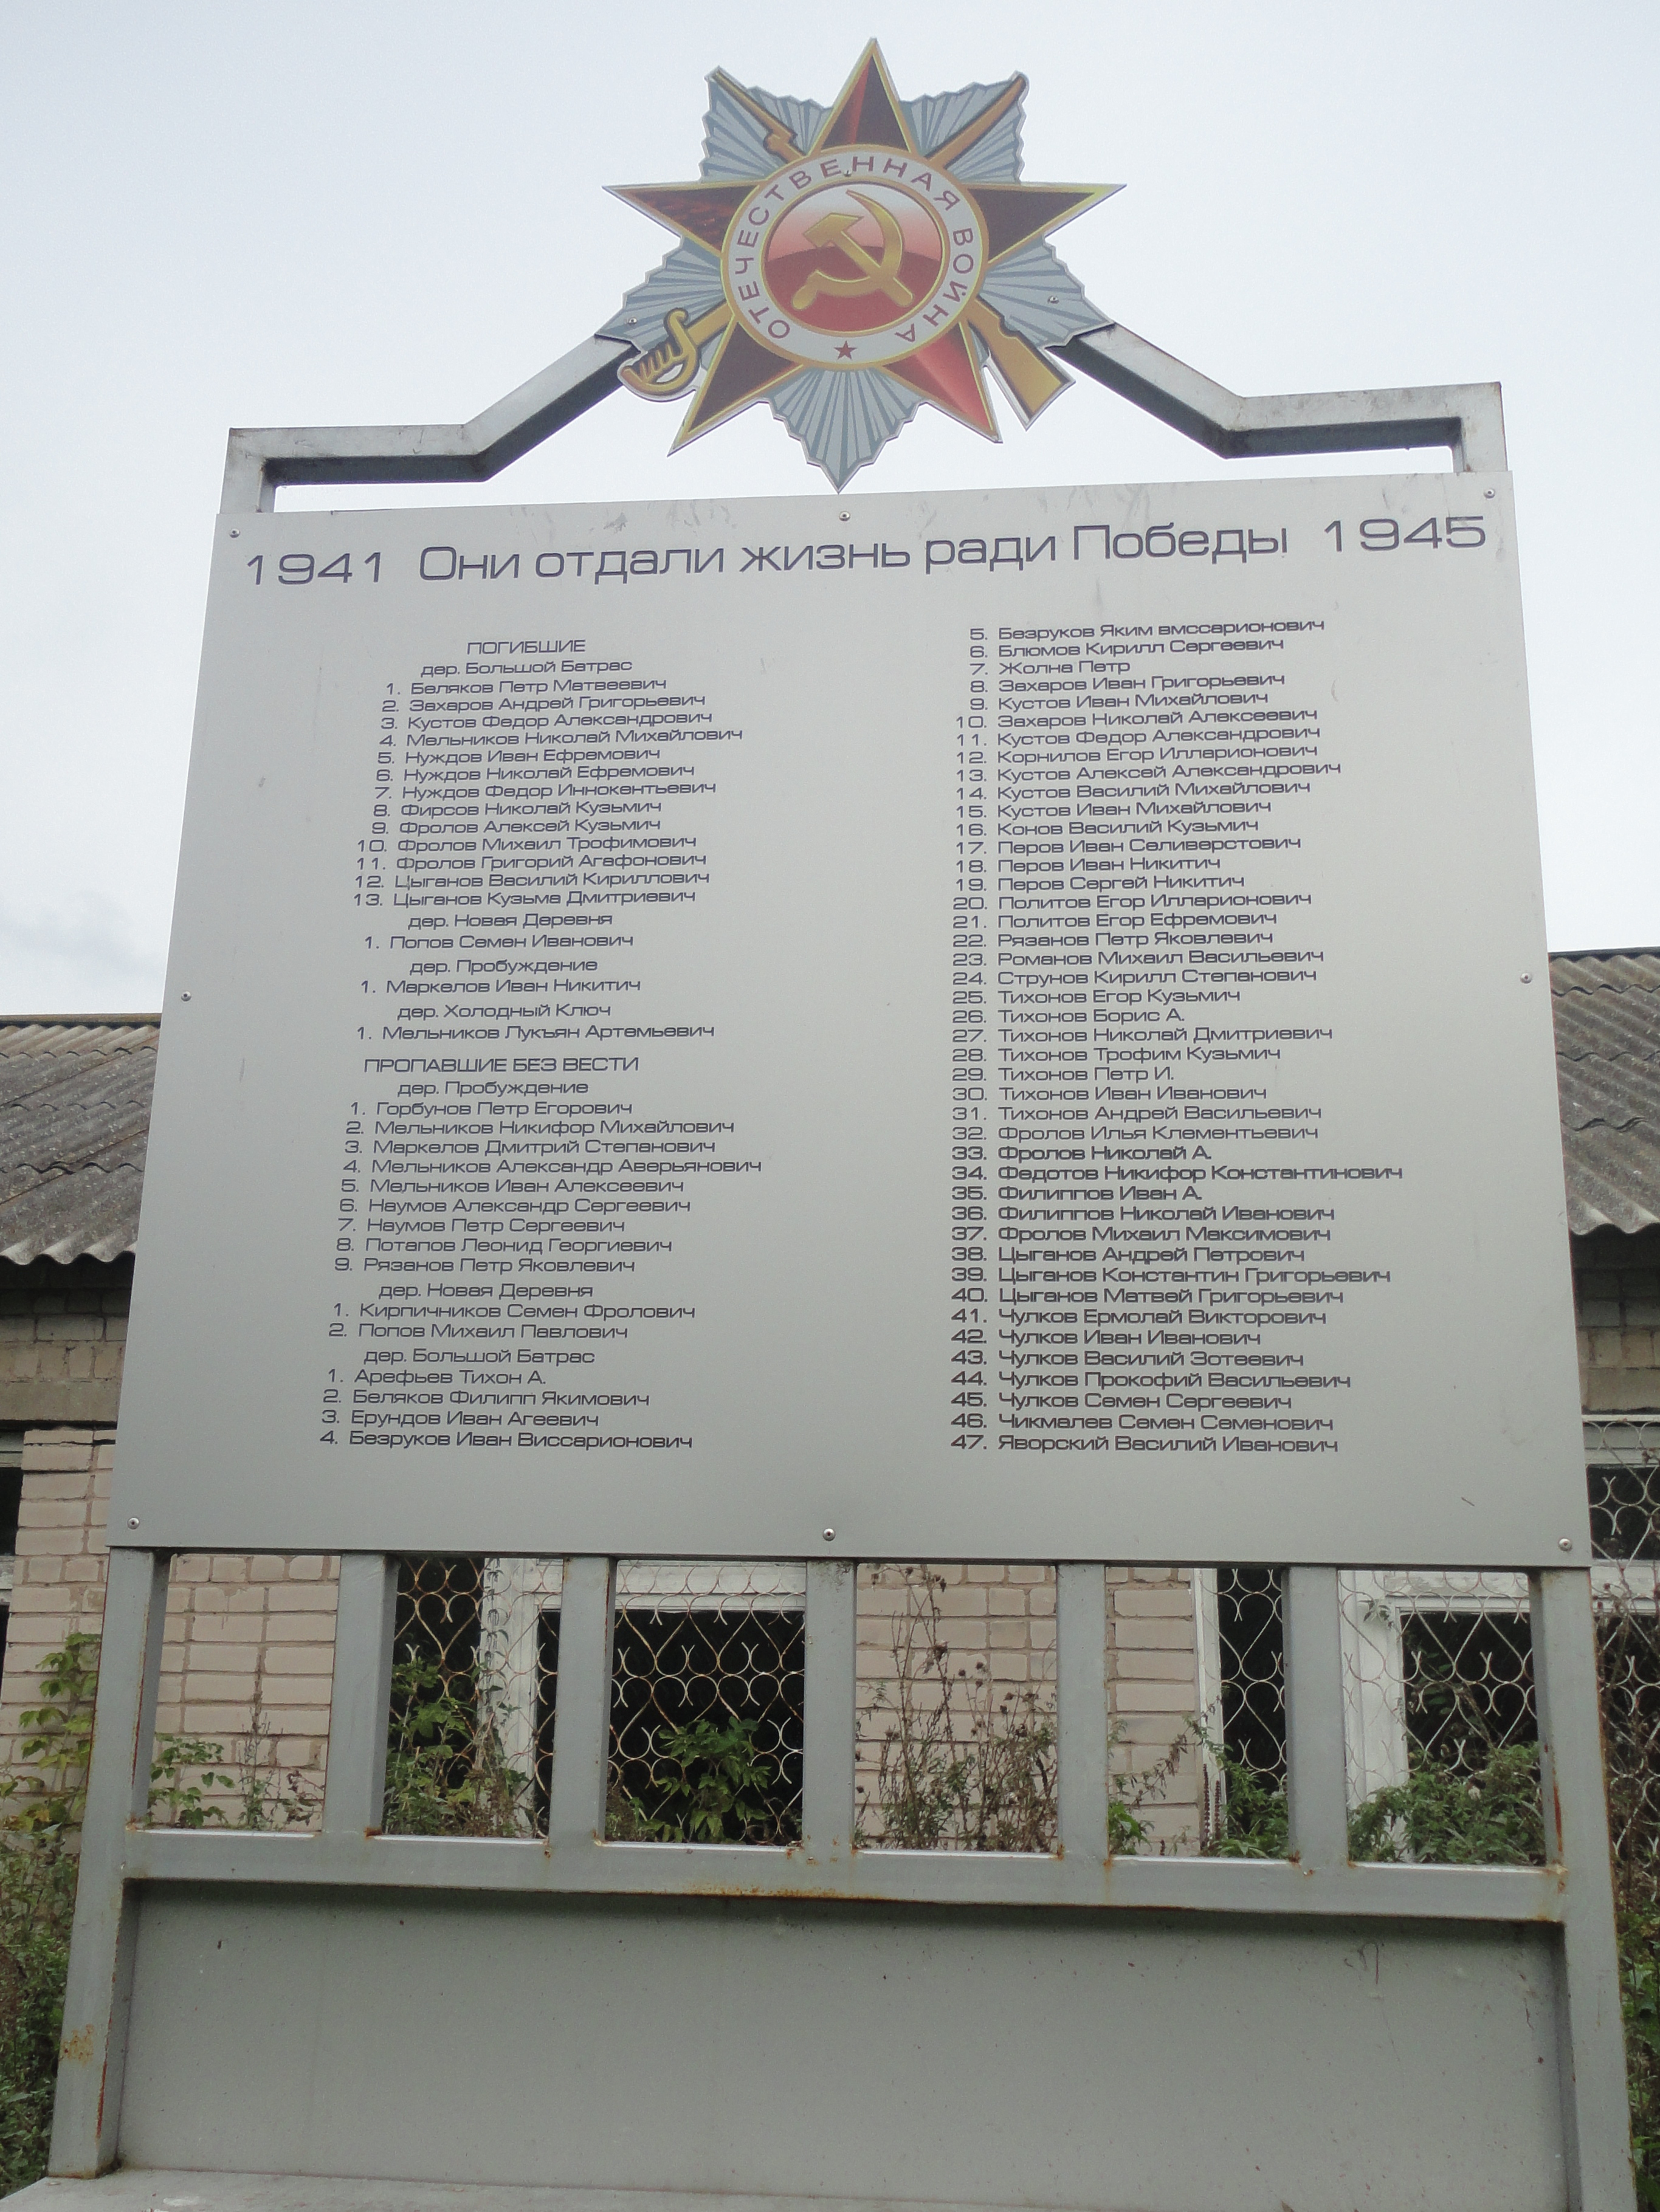 ОТЕЧЕСТВЕННАЯ ВОЙНА
1941 Они отдали жизнь ради Победы 1945
ПОГИБШИЕ
дер. Большой Батрас
1. Беляков Петр Матвеевич
2. Захаров Андрей Григорьевич
3. Кустов Федор Александрович
4. Мельников Николай Михайлович
5. Нуждов Иван Ефремович
6. Нуждов Николай Ефремович
7. Нуждов Федор Иннокентьевич
8. Фирсов Николай Кузьмич
9. Фролов Алексей Кузьмич
10. Фролов Михаил Трофимович
11. Фролов Григорий Агафонович
12. Цыганов Василий Кириллович
13. Цыганов Кузьма Дмитриевич
дер. Новая Деревня
1. Попов Семен Иванович
дер. Пробуждение
1. Маркелов Иван Никитич
дер. Холодный Ключ
1. Мельников Лукъян Артемьевич
ПРОПАВШИЕ БЕЗ ВЕСТИ
дер. Пробуждение
1. Горбунов Петр Егорович
2. Мельников Никифор Михайлович
3. Маркелов Дмитрий Степанович
4. Мельников Александр Аверьянович
5. Мельников Иван Алексеевич
6. Наумов Александр Сергеевич
7. Наумов Петр Сергеевич
8. Потапов Леонид Георгиевич
9. Рязанов Петр Яковлевич
дер. Новая Деревня
1. Кирпичников Семен Фролович
2. Попов Михаил Павлович
дер. Большой Батрас
1. Арефьев Тихон А.
2. Беляков Филипп Якимович
3. Ерундов Иван Агеевич
4. Безруков Иван Виссарионович
5. Безруков Яким вмссарионович
6. Блюмов Кирилл Сергеевич
7. Жолна Петр
8. Захаров Иван Григорьевич
9. Кустов Иван Михайлович
10. Захаров Николай Алексеевич
11. Кустов Федор Александрович
12. Корнилов Егор Илларионович
13. Кустов Алексей Александрович
14. Кустов Василий Михайлович
15. Кустов Иван Михайлович
16. Конов Василий Кузьмич
17. Перов Иван Селиверстович
18. Перов Иван Никитич
19. Перов Сергей Никитич
20. Политов Егор Илларионович
21. Политов Егор Ефремович
22. Рязанов Петр Яковлевич
23. Романов Михаил Васильевич
24. Струнов Кирилл Степанович
25. Тихонов Егор Кузьмич
26. Тихонов Борис А.
27. Тихонов Николай Дмитриевич
28. Тихонов Трофим Кузьмич
29. Тихонов Петр И.
30. Тихонов Иван Иванович
31. Тихонов Андрей Васильевич
32. Фролов Илья Клементьевич
33. Фролов Николай А.
34. Федотов Никифор Константинович
35. Филиппов Иван А.
36. Филиппов Николай Иванович
37. Фролов Михаил Максимович
38. Цыганов Андрей Петрович
39. Цыганов Константин Григорьевич
40. Цыганов Матвей Григорьевич
41. Чулков Ермолай Викторович
42. Чулков Иван Иванович
43. Чулков Василий Зотеевич
44. Чулков Прокофий Васильевич
45. Чулков Семен Сергеевич
46. Чикмалев Семен Семенович
47. Яворский Василий Иванович